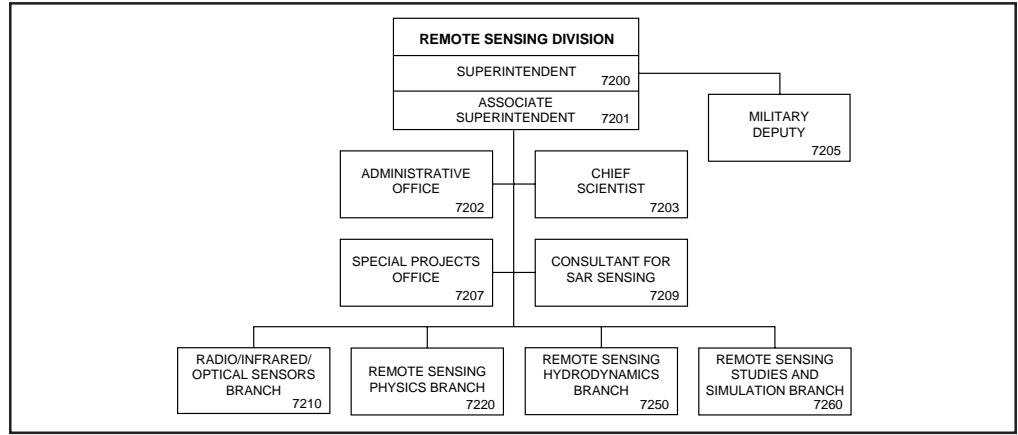 REMOTE SENSING DIVISION
SUPERINTENDENT
7200
ASSOCIATE
SUPERINTENDENT
7201
MILITARY
DEPUTY
7205
ADMINISTRATIVE
OFFICE
7202
CHIEF
SCIENTIST
7203
SPECIAL PROJECTS
OFFICE
7207
CONSULTANT FOR
SAR SENSING
7209
RADIO/INFRARED/
OPTICAL SENSORS
BRANCH
7210
REMOTE SENSING
PHYSICS BRANCH
7220
REMOTE SENSING
HYDRODYNAMICS
BRANCH
7250
REMOTE SENSING
STUDIES AND
SIMULATION BRANCH
7260